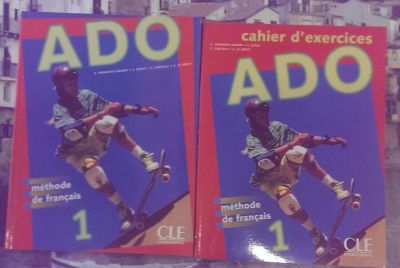 ADO
méthode
de français
1
CLE
cahier d'exercices
ADO
méthode
de français
1
CLE